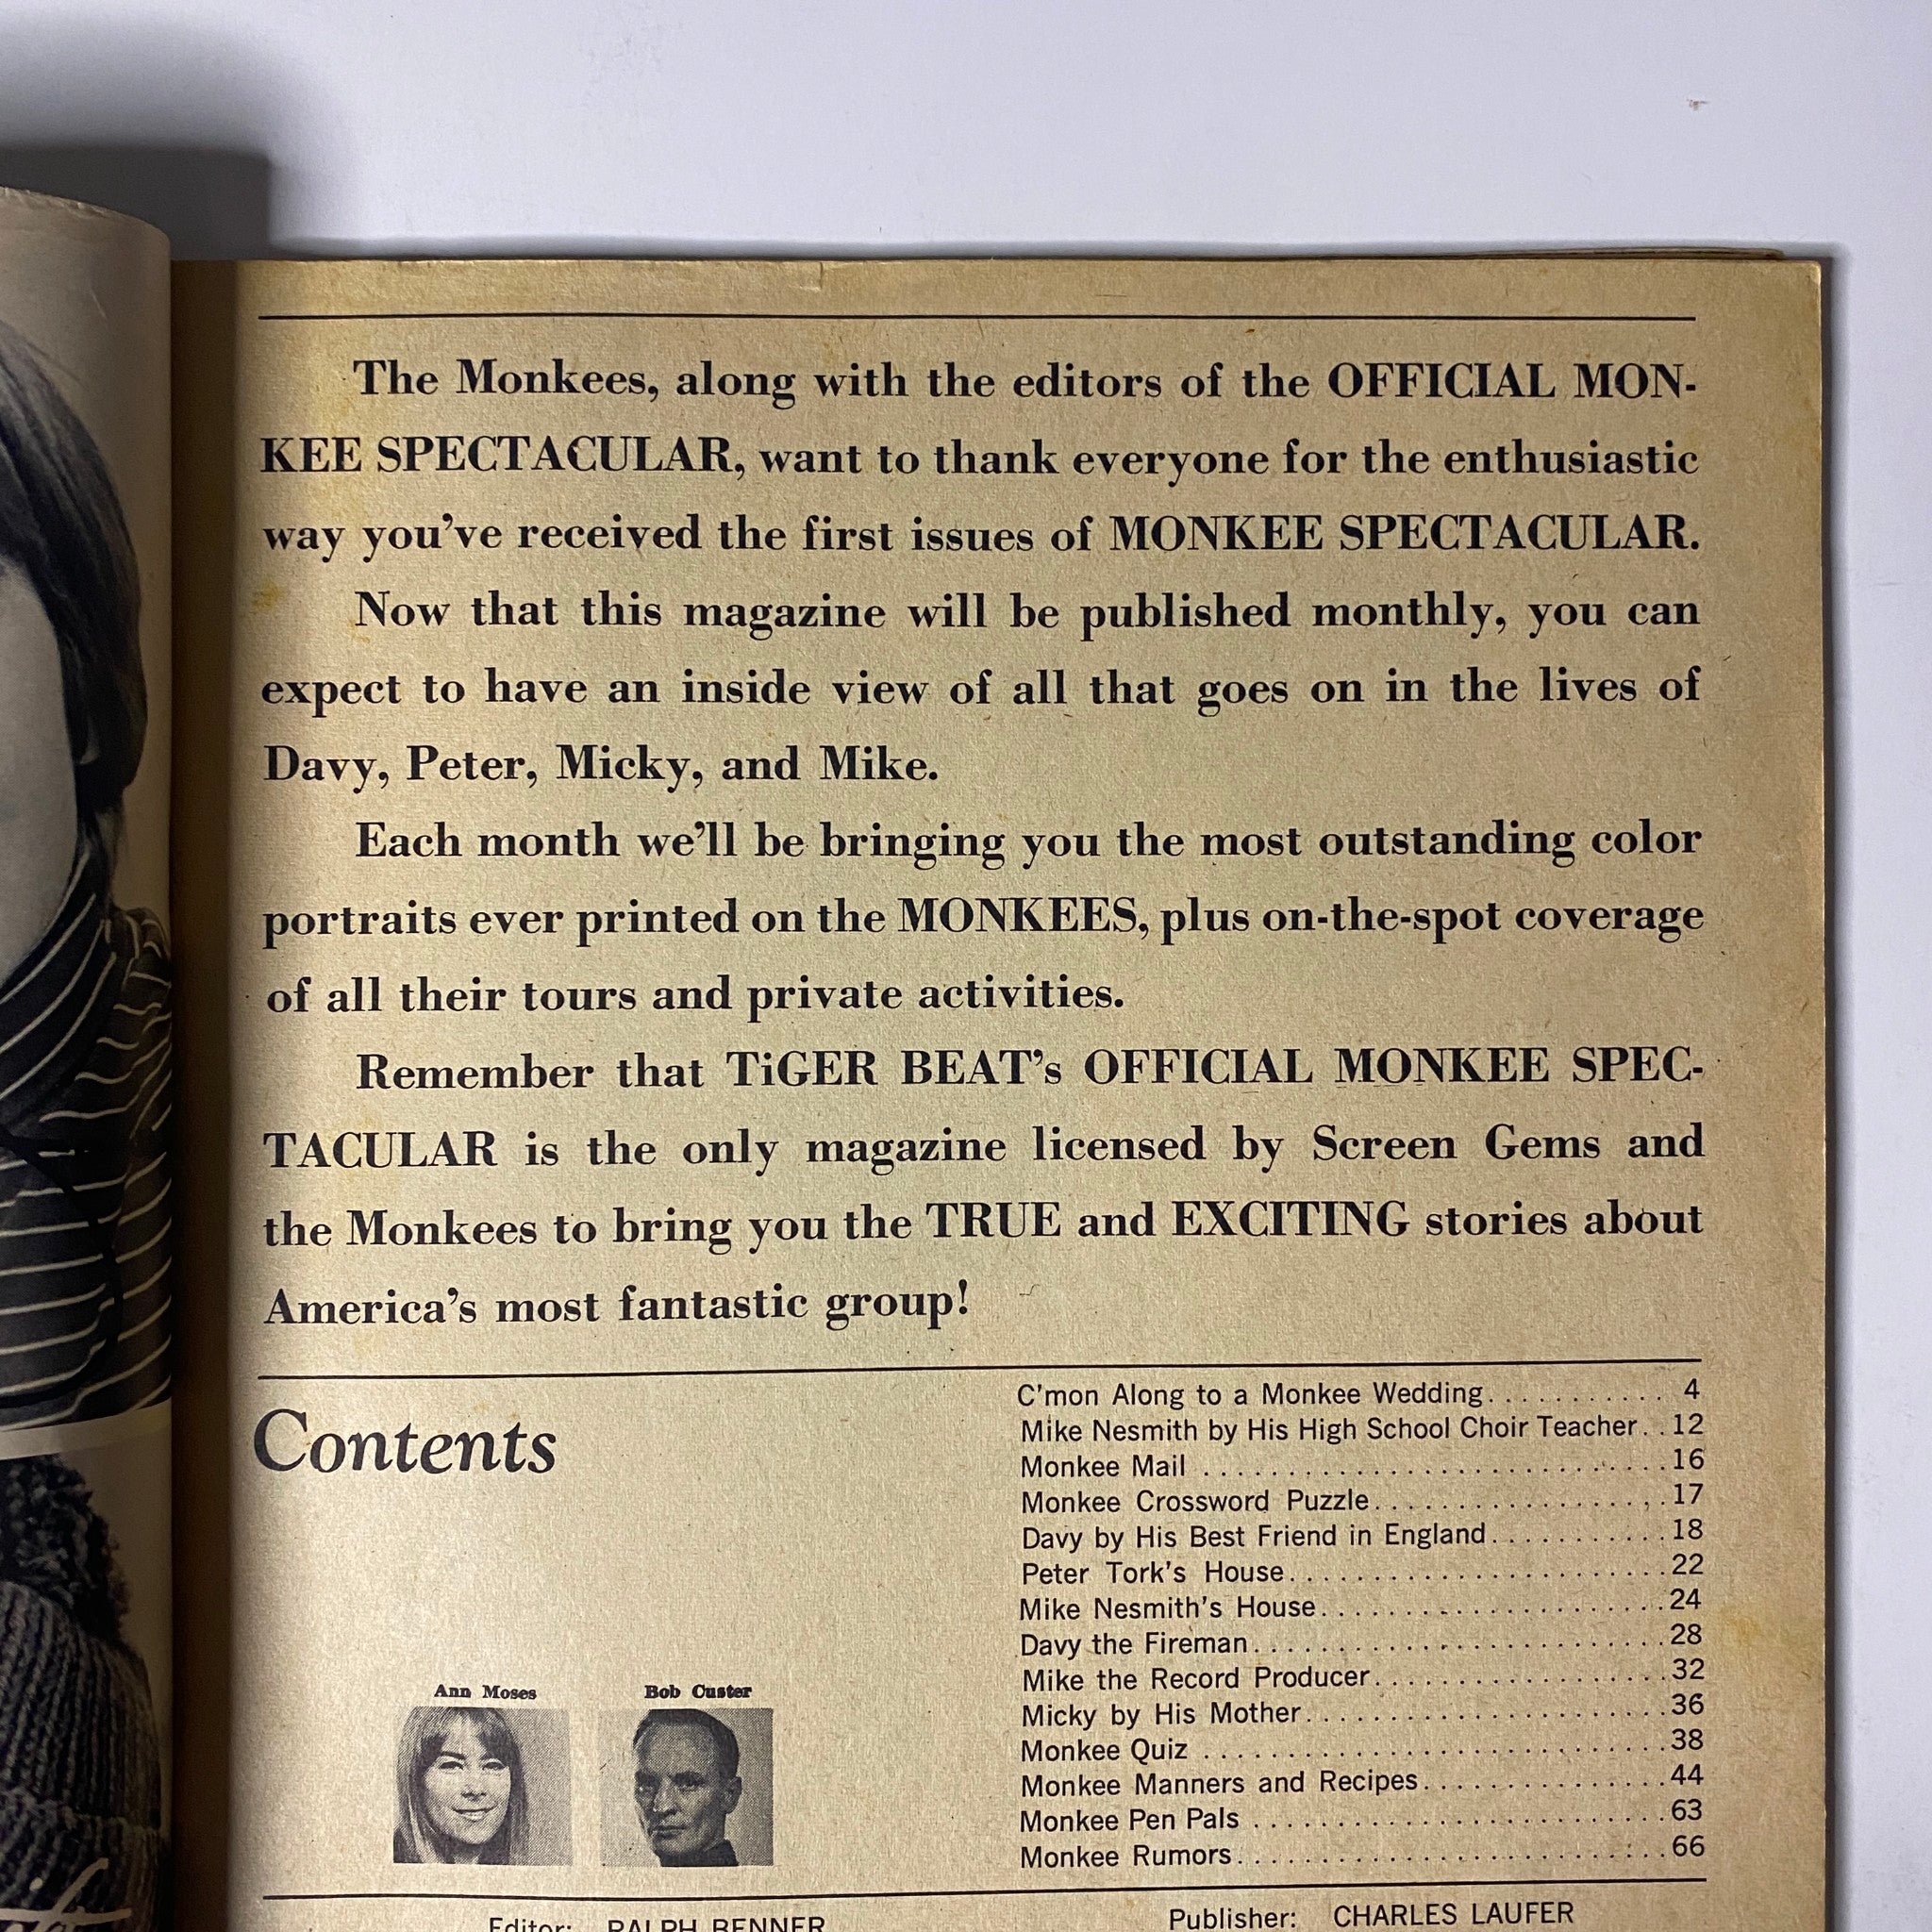 The Monkees, along with the editors of the OFFICIAL MON-
KEE SPECTACULAR, want to thank everyone for the enthusiastic
way you've received the first issues of MONKEE SPECTACULAR.
Now that this magazine will be published monthly, you can
expect to have an inside view of all that goes on in the lives of
Davy, Peter, Micky, and Mike.
Each month we'll be bringing you the most outstanding color
portraits ever printed on the MONKEES, plus on-the-spot coverage
of all their tours and private activities.
Remember that TiGER BEAT's OFFICIAL MONKEE SPEC-
TACULAR is the only magazine licensed by Screen Gems and
the Monkees to bring you the TRUE and EXCITING stories about
America's most fantastic group!
Contents
C'mon Along to a Monkee Wedding. . . . . . . . . . . 4
Mike Nesmith by His High School Choir Teacher. . 12
Monkee Mail . . . . . . . . . . . . . . . . . . . . . . . . . . . 16
Monkee Crossword Puzzle. . . . . . . . . . . . . . . . . . 17
Davy by His Best Friend in England. . . . . . . . . . . 18
Peter Tork's House. . . . . . . . . . . . . . . . . . . . . . . 22
Mike Nesmith's House. . . . . . . . . . . . . . . . . . . . . 24
Davy the Fireman. . . . . . . . . . . . . . . . . . . . . . . . 28
Mike the Record Producer. . . . . . . . . . . . . . . . . . 32
Micky by His Mother. . . . . . . . . . . . . . . . . . . . . . 36
Monkee Quiz . . . . . . . . . . . . . . . . . . . . . . . . . . . 38
Monkee Manners and Recipes. . . . . . . . . . . . . . . 44
Monkee Pen Pals . . . . . . . . . . . . . . . . . . . . . . . . 63
Monkee Rumors. . . . . . . . . . . . . . . . . . . . . . . . . 66
Ann Moses
Bob Custer
Editor: RALPH BENNER
Publisher: CHARLES LAUFER